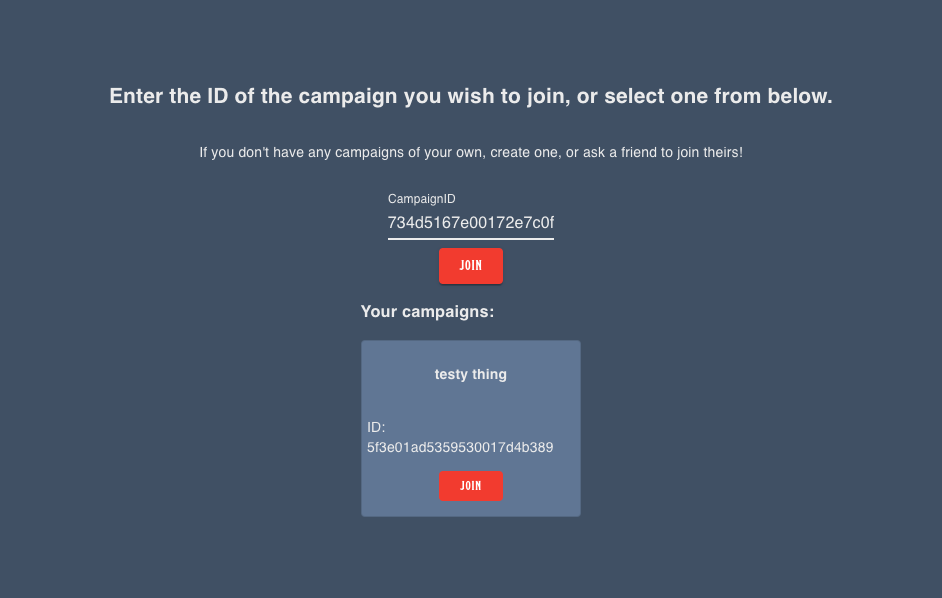 Enter the ID of the campaign you wish to join, or select one from below.
If you don't have any campaigns of your own, create one, or ask a friend to join theirs!
CampaignID
734d5167e00172e7c0f
JOIN
Your campaigns:
testy thing
ID:
5f3e01ad5359530017d4b389
JOIN